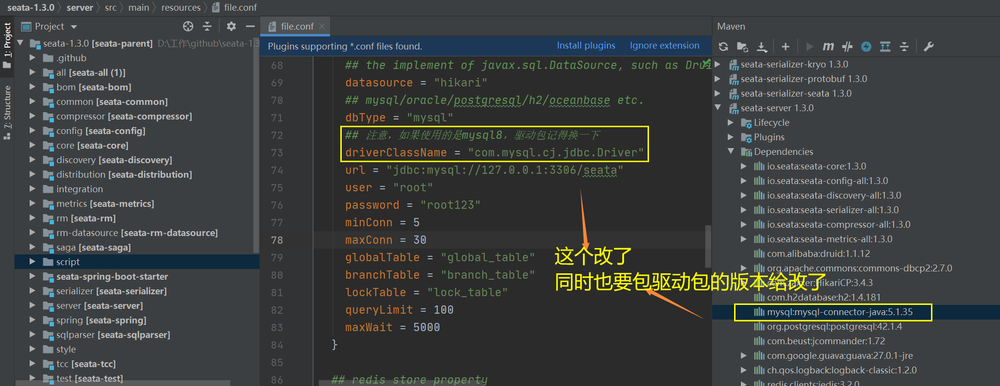 seata-1.3.0 server src main resources file.conf
1: Project
7: Structure
Project
seata-1.3.0 [seata-parent] D:\工作\github\seata-1.3
.github
all [seata-all (1)]
bom [seata-bom]
common [seata-common]
compressor [seata-compressor]
config [seata-config]
core [seata-core]
discovery [seata-discovery]
distribution [seata-distribution]
integration
metrics [seata-metrics]
rm [seata-rm]
rm-datasource [seata-rm-datasource]
saga [seata-saga]
script
seata-spring-boot-starter
serializer [seata-serializer]
server [seata-server]
spring [seata-spring]
sqlparser [seata-sqlparser]
style
tcc [seata-tcc]
test [seata-test]
file.conf
Plugins supporting *.conf files found. Install plugins Ignore extension
68 ## the implement of javax.sql.DataSource, such as Drui
69 datasource = "hikari"
70 ## mysql/oracle/postgresql/h2/oceanbase etc.
71 dbType = "mysql"
72 ## 注意，如果使用的是mysql8，驱动包记得换一下
73 driverClassName = "com.mysql.cj.jdbc.Driver"
74 url = "jdbc:mysql://127.0.0.1:3306/seata"
75 user = "root"
76 password = "root123"
77 minConn = 5
78 maxConn = 30
79 globalTable = "global_table"
80 branchTable = "branch_table"
81 lockTable = "lock_table"
82 queryLimit = 100
83 maxWait = 5000
84 }
85
86 ## redis store property
这个改了
同时也要包驱动包的版本给改了
Maven
seata-serializer-kryo 1.3.0
seata-serializer-protobuf 1.3.0
seata-serializer-seata 1.3.0
seata-server 1.3.0
Lifecycle
Plugins
Dependencies
io.seata:seata-core:1.3.0
io.seata:seata-config-all:1.3.0
io.seata:seata-discovery-all:1.3.0
io.seata:seata-serializer-all:1.3.0
io.seata:seata-compressor-all:1.3.0
io.seata:seata-metrics-all:1.3.0
com.alibaba:druid:1.1.12
org.apache.commons:commons-dbcp2:2.7.0
com.zaxxer:HikariCP:3.4.3
com.h2database:h2:1.4.181
mysql:mysql-connector-java:5.1.35
org.postgresql:postgresql:42.1.4
com.beust:jcommander:1.72
com.google.guava:guava:27.0.1-jre
ch.qos.logback:logback-classic:1.2.0
redis.clients:jedis:3.2.0